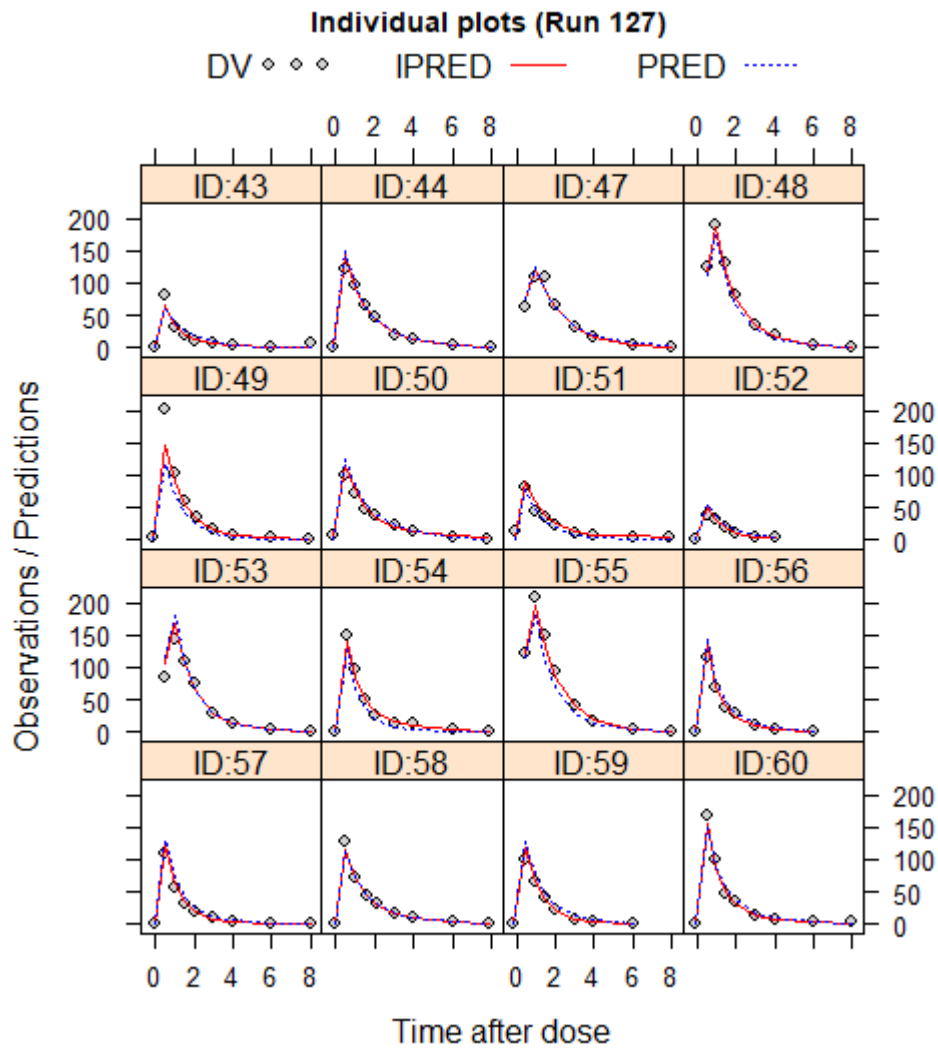 Individual plots (Run 127)
DV IPRED PRED
0 2 4 6 8 0 2 4 6 8
ID:43 ID:44 ID:47 ID:48
200
150
100
50
0
ID:49 ID:50 ID:51 ID:52
200
150
100
50
0
ID:53 ID:54 ID:55 ID:56
200
150
100
50
0
ID:57 ID:58 ID:59 ID:60
200
150
100
50
0
0 2 4 6 8 0 2 4 6 8
Time after dose
Observations / Predictions